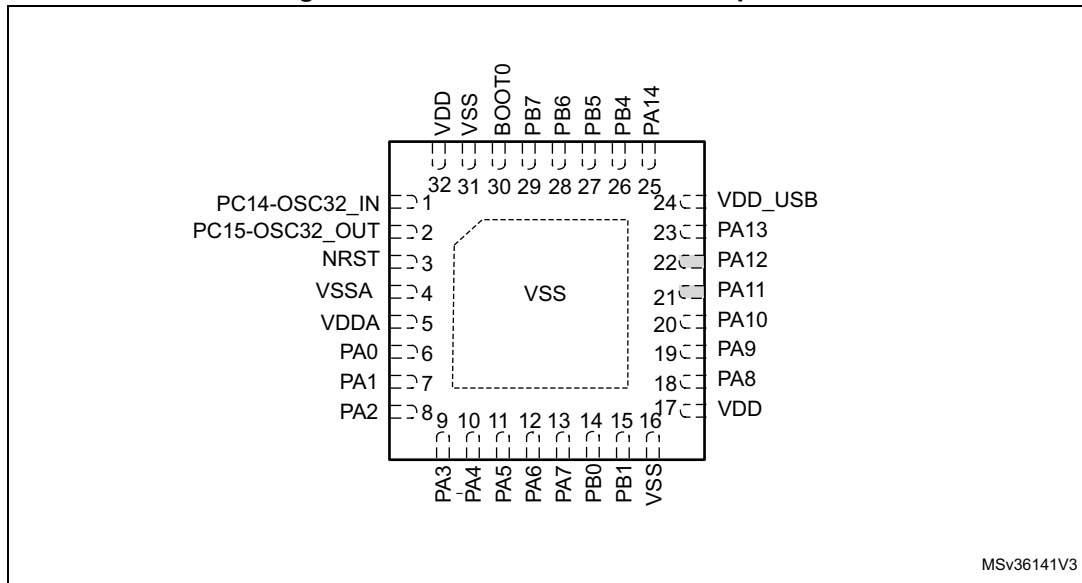 VDD
VSS
BOOT0
PB7
PB6
PB5
PB4
PA14
32 31 30 29 28 27 26 25
PC14-OSC32_IN 1
PC15-OSC32_OUT 2
NRST 3
VSSA 4
VDDA 5
PA0 6
PA1 7
PA2 8
VSS
24 VDD_USB
23 PA13
22 PA12
21 PA11
20 PA10
19 PA9
18 PA8
17 VDD
9 10 11 12 13 14 15 16
PA3
PA4
PA5
PA6
PA7
PB0
PB1
VSS
MSv36141V3